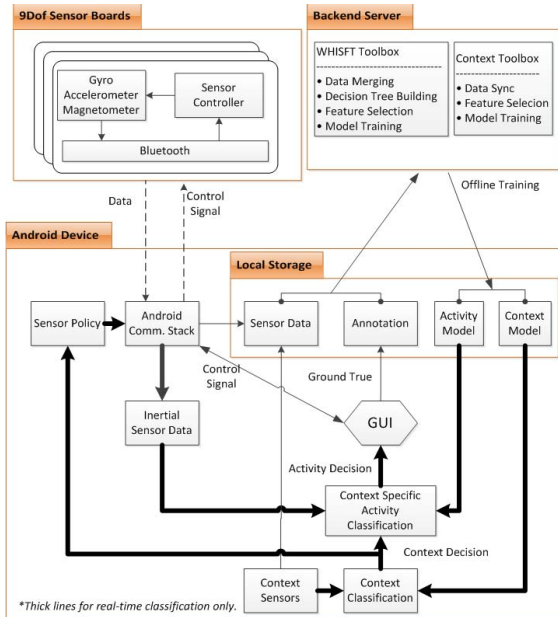 9Dof Sensor Boards
Gyro
Accelerometer
Magnetometer
Sensor
Controller
Bluetooth
Backend Server
WHISFT Toolbox
• Data Merging
• Decision Tree Building
• Feature Selection
• Model Training
Context Toolbox
• Data Sync
• Feature Selecion
• Model Training
Data
Control
Signal
Offline Training
Android Device
Local Storage
Sensor Policy
Android
Comm. Stack
Sensor Data
Annotation
Activity
Model
Context
Model
Control
Signal
Ground True
Inertial
Sensor Data
GUI
Activity Decision
Context Specific
Activity
Classification
Context Decision
Context
Sensors
Context
Classification
*Thick lines for real-time classification only.